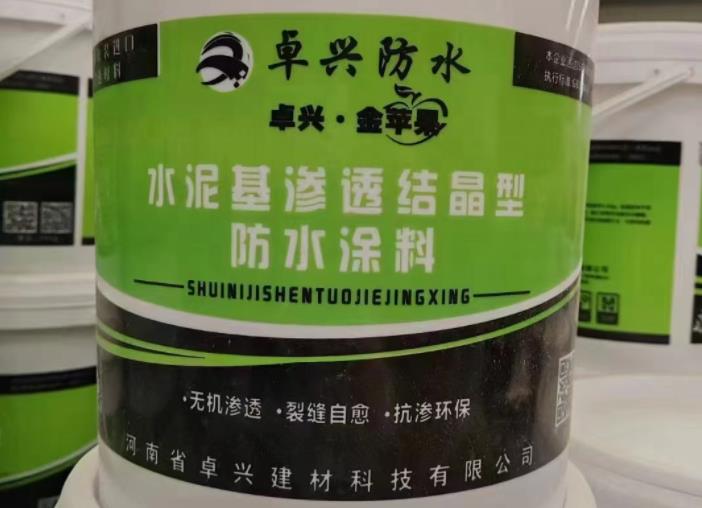 卓兴防水
卓兴·金苹果
水泥基渗透结晶型
防水涂料
SHUINIJISHENTUOJIEJINGXING
·无机渗透 ·裂缝自愈 ·抗渗环保
河南省卓兴建材科技有限公司